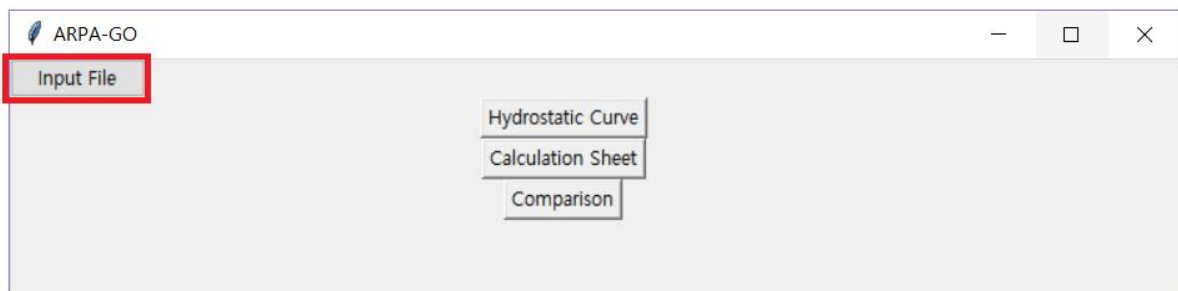 ARPA-GO
Input File
Hydrostatic Curve
Calculation Sheet
Comparison